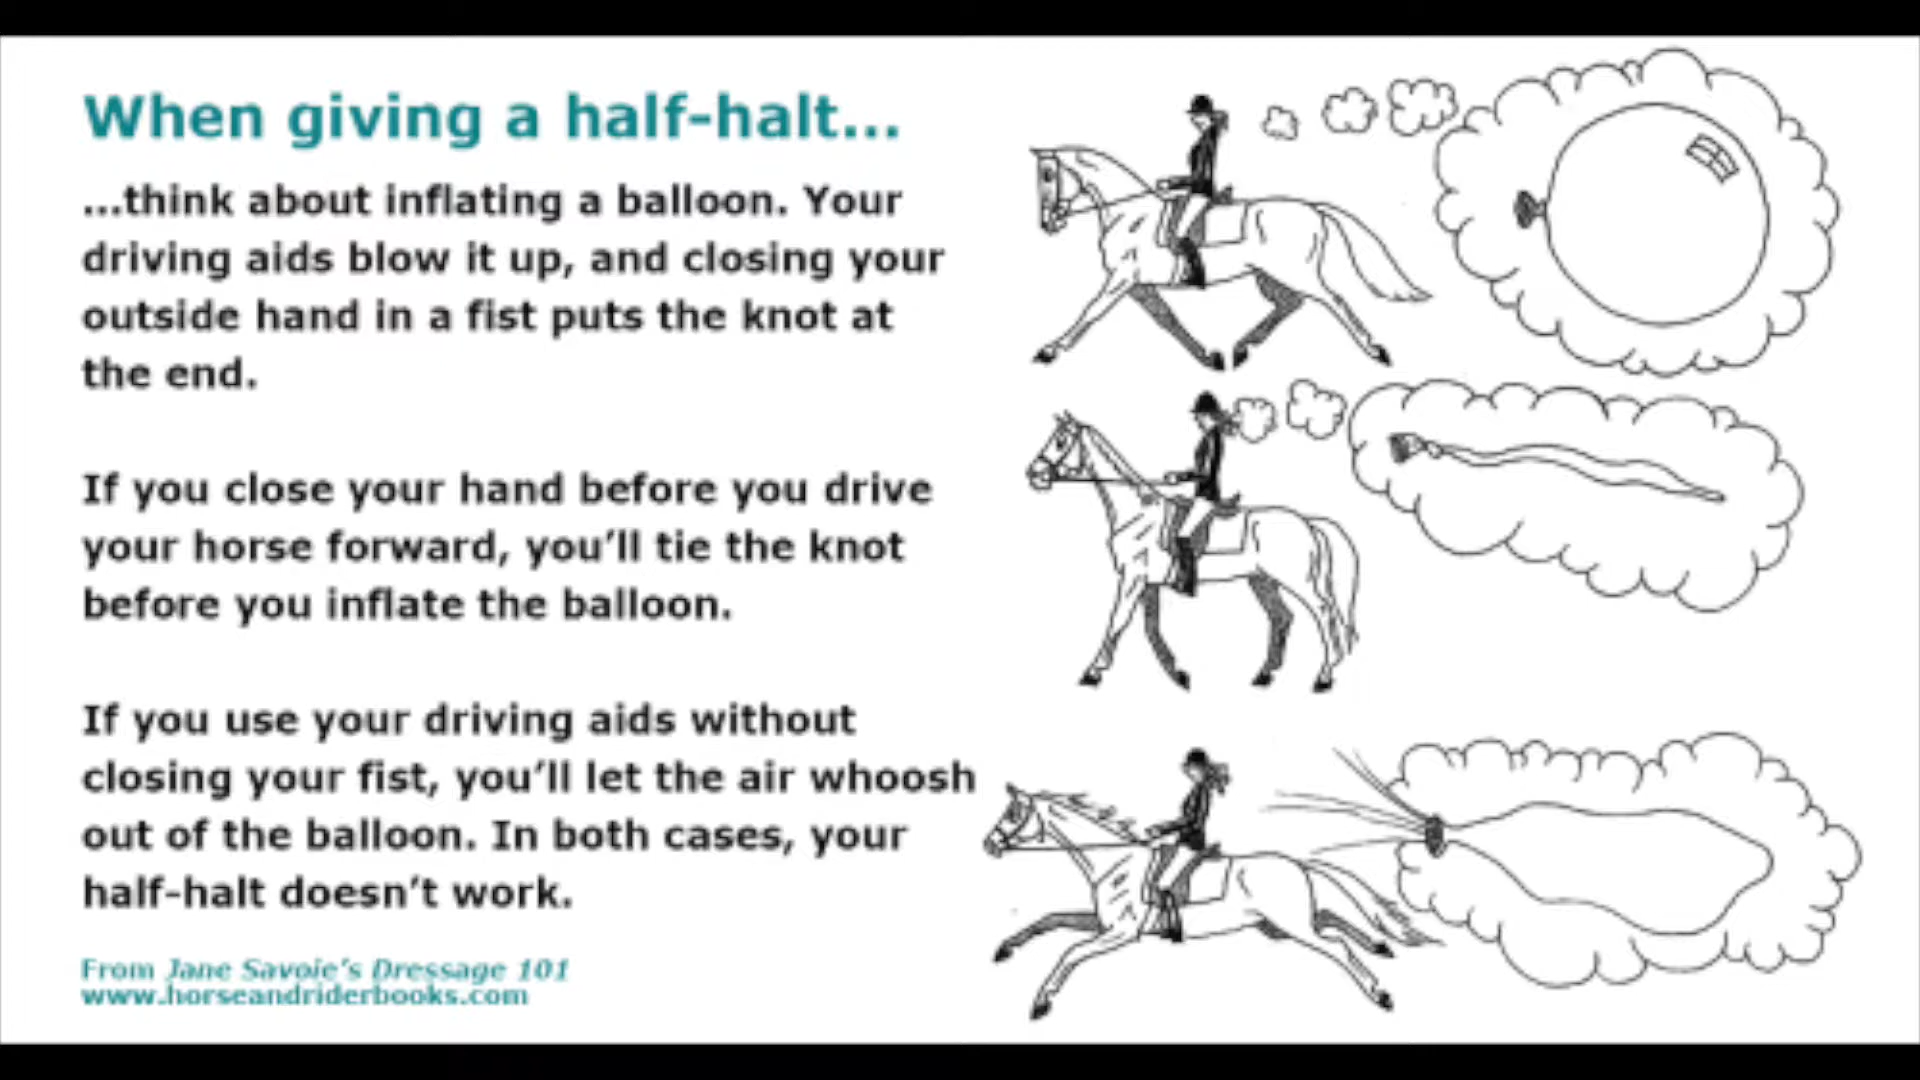 When giving a half-halt...
...think about inflating a balloon. Your
driving aids blow it up, and closing your
outside hand in a fist puts the knot at
the end.
If you close your hand before you drive
your horse forward, you’ll tie the knot
before you inflate the balloon.
If you use your driving aids without
closing your fist, you’ll let the air whoosh
out of the balloon. In both cases, your
half-halt doesn’t work.
From Jane Savoie’s Dressage 101
www.horseandriderbooks.com